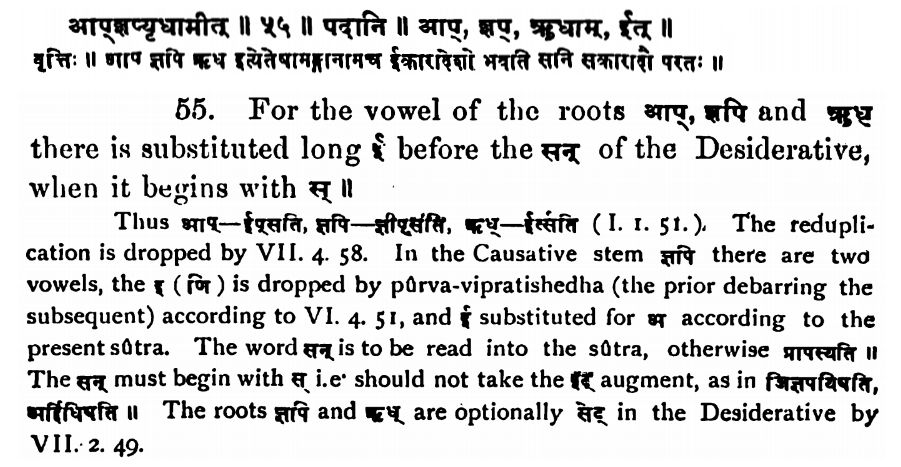 आप्ज्ञप्यृधामीत् ॥ ५५ ॥ पदानि ॥ आप्, ज्ञप्, ऋधाम्, ईत् ॥
वृत्तिः ॥ आप ज्ञपि ऋध इत्येतेषामङ्गानामच ईकारादेशो भवति सनि सकारादौ परतः ॥
55. For the vowel of the roots आप्, ज्ञपि and ऋध्
there is substituted long ई before the सन् of the Desiderative,
when it begins with स् ॥
Thus आप्—ईप्सति, ज्ञपि—ज्ञीप्संति, ऋध्—ईर्त्संति ( I. 1. 51. ). The redupli-
cation is dropped by VII. 4. 58. In the Causative stem ज्ञपि there are two
vowels, the इ ( णि ) is dropped by pûrva-vipratishedha (the prior debarring the
subsequent) according to VI. 4. 51, and ई substituted for अ according to the
present sûtra. The word सन् is to be read into the sûtra, otherwise प्राप्स्यति ॥
The सन् must begin with स् i.e. should not take the इट् augment, as in जिज्ञपयिषति,
अर्दिधिषति ॥ The roots ज्ञपि and ऋध् are optionally सेट् in the Desiderative by
VII. 2. 49.